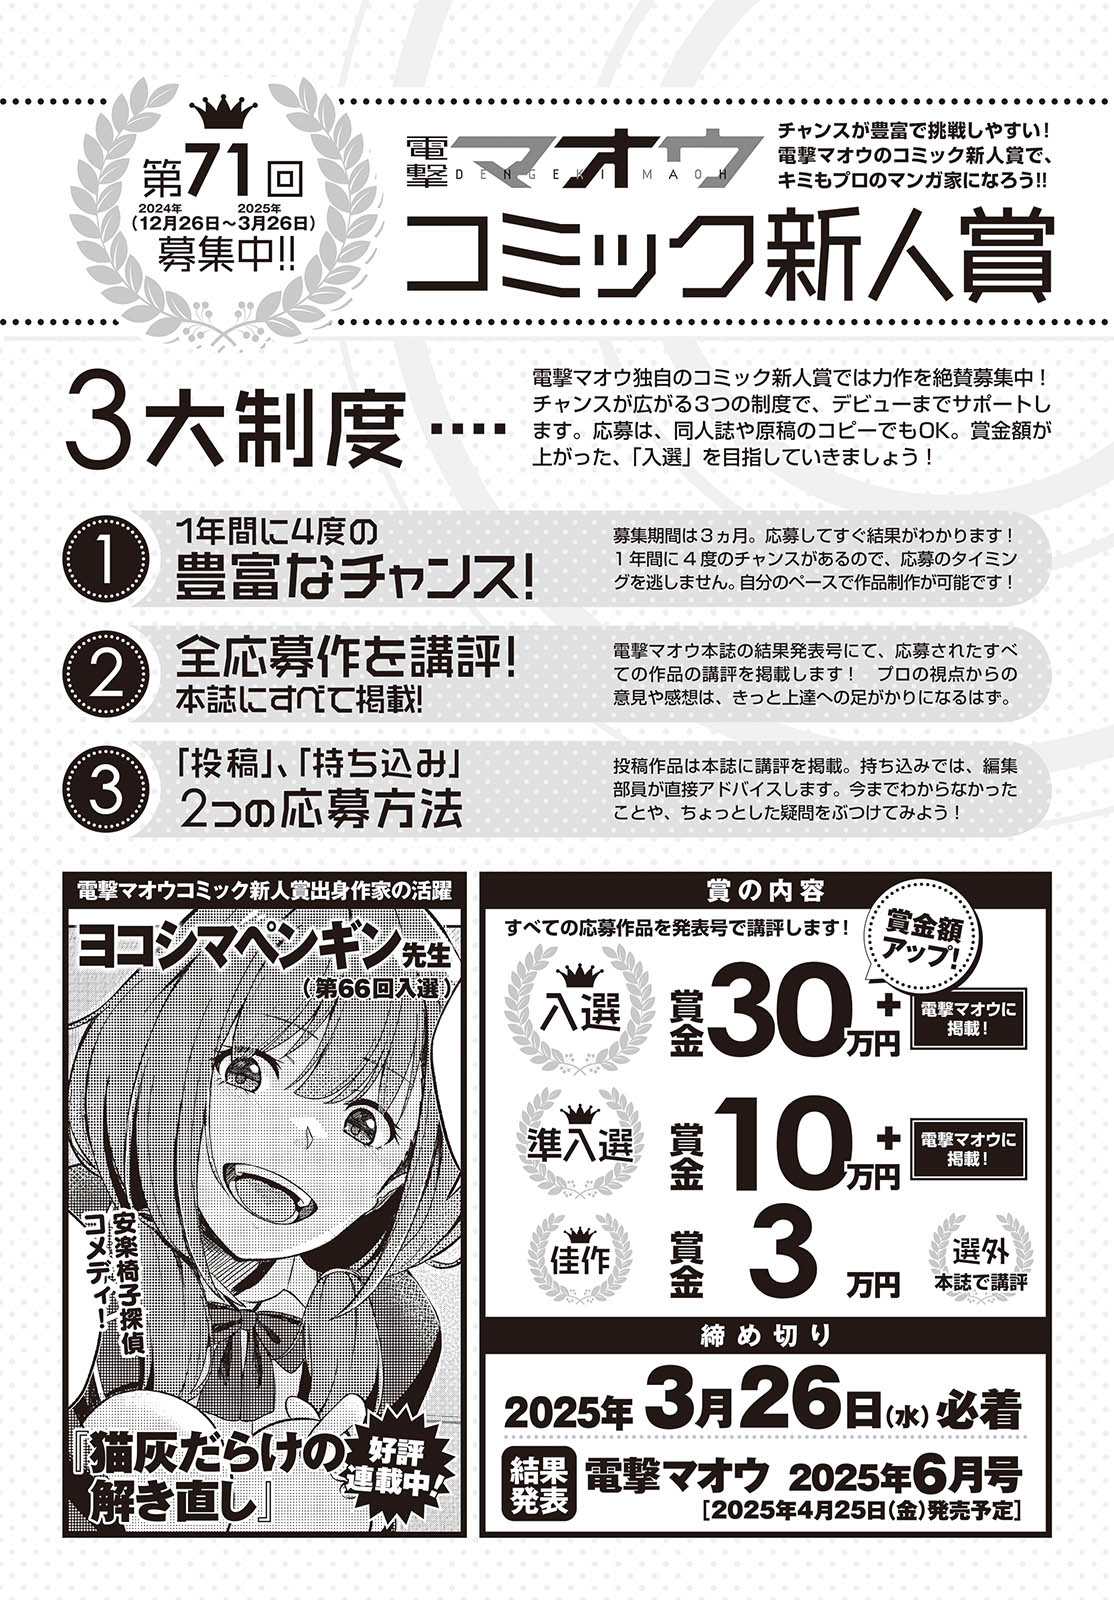 第71回
2024年 2025年
(12月26日～3月26日)
募集中!!
電撃マオウ
DENGEKI MAOH
チャンスが豊富で挑戦しやすい！
電撃マオウのコミック新人賞で、
キミもプロのマンガ家になろう!!
コミック新人賞
3大制度‥‥
電撃マオウ独自のコミック新人賞では力作を絶賛募集中！
チャンスが広がる3つの制度で、デビューまでサポートし
ます。応募は、同人誌や原稿のコピーでもOK。賞金額が
上がった、「入選」を目指していきましょう！
1
1年間に4度の
豊富なチャンス！
募集期間は３ヵ月。応募してすぐ結果がわかります！
１年間に４度のチャンスがあるので、応募のタイミン
グを逃しません。自分のペースで作品制作が可能です！
2
全応募作を講評！
本誌にすべて掲載！
電撃マオウ本誌の結果発表号にて、応募されたすべ
ての作品の講評を掲載します！　プロの視点からの
意見や感想は、きっと上達への足がかりになるはず。
3
「投稿」、「持ち込み」
2つの応募方法
投稿作品は本誌に講評を掲載。持ち込みでは、編集
部員が直接アドバイスします。今までわからなかった
ことや、ちょっとした疑問をぶつけてみよう！
電撃マオウコミック新人賞出身作家の活躍
ヨコシマペンギン先生
（第66回入選）
安楽椅子探偵
コメディ！
『猫灰だらけの
解き直し』
好評
連載中！
賞の内容
すべての応募作品を発表号で講評します！
賞金額
アップ！
入選
賞金30万円+
電撃マオウに
掲載！
準入選
賞金10万円+
電撃マオウに
掲載！
佳作
賞金3万円
選外
本誌で講評
締め切り
2025年3月26日(水)必着
結果
発表
電撃マオウ 2025年6月号
［2025年4月25日(金)発売予定］